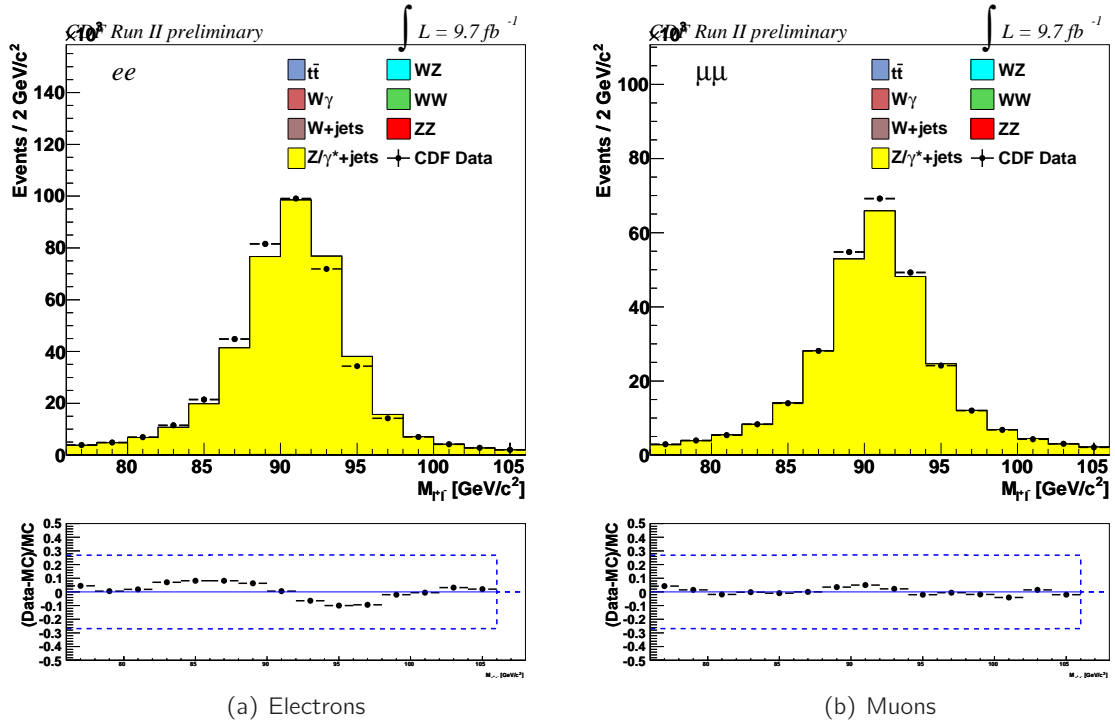 CDF Run II preliminary ∫ L = 9.7 fb -1
×10³
ee
tt̄ WZ
Wγ WW
W+jets ZZ
Z/γ*+jets CDF Data
Events / 2 GeV/c²
140
120
100
80
60
40
20
0
80 85 90 95 100 105
M l+l- [GeV/c²]
(Data-MC)/MC
0.5
0.4
0.3
0.2
0.1
0
-0.1
-0.2
-0.3
-0.4
-0.5
80 85 90 95 100 105
[GeV/c²]
(a) Electrons
CDF Run II preliminary ∫ L = 9.7 fb -1
×10³
μμ
tt̄ WZ
Wγ WW
W+jets ZZ
Z/γ*+jets CDF Data
Events / 2 GeV/c²
100
80
60
40
20
0
80 85 90 95 100 105
M l+l- [GeV/c²]
(Data-MC)/MC
0.5
0.4
0.3
0.2
0.1
0
-0.1
-0.2
-0.3
-0.4
-0.5
80 85 90 95 100 105
[GeV/c²]
(b) Muons